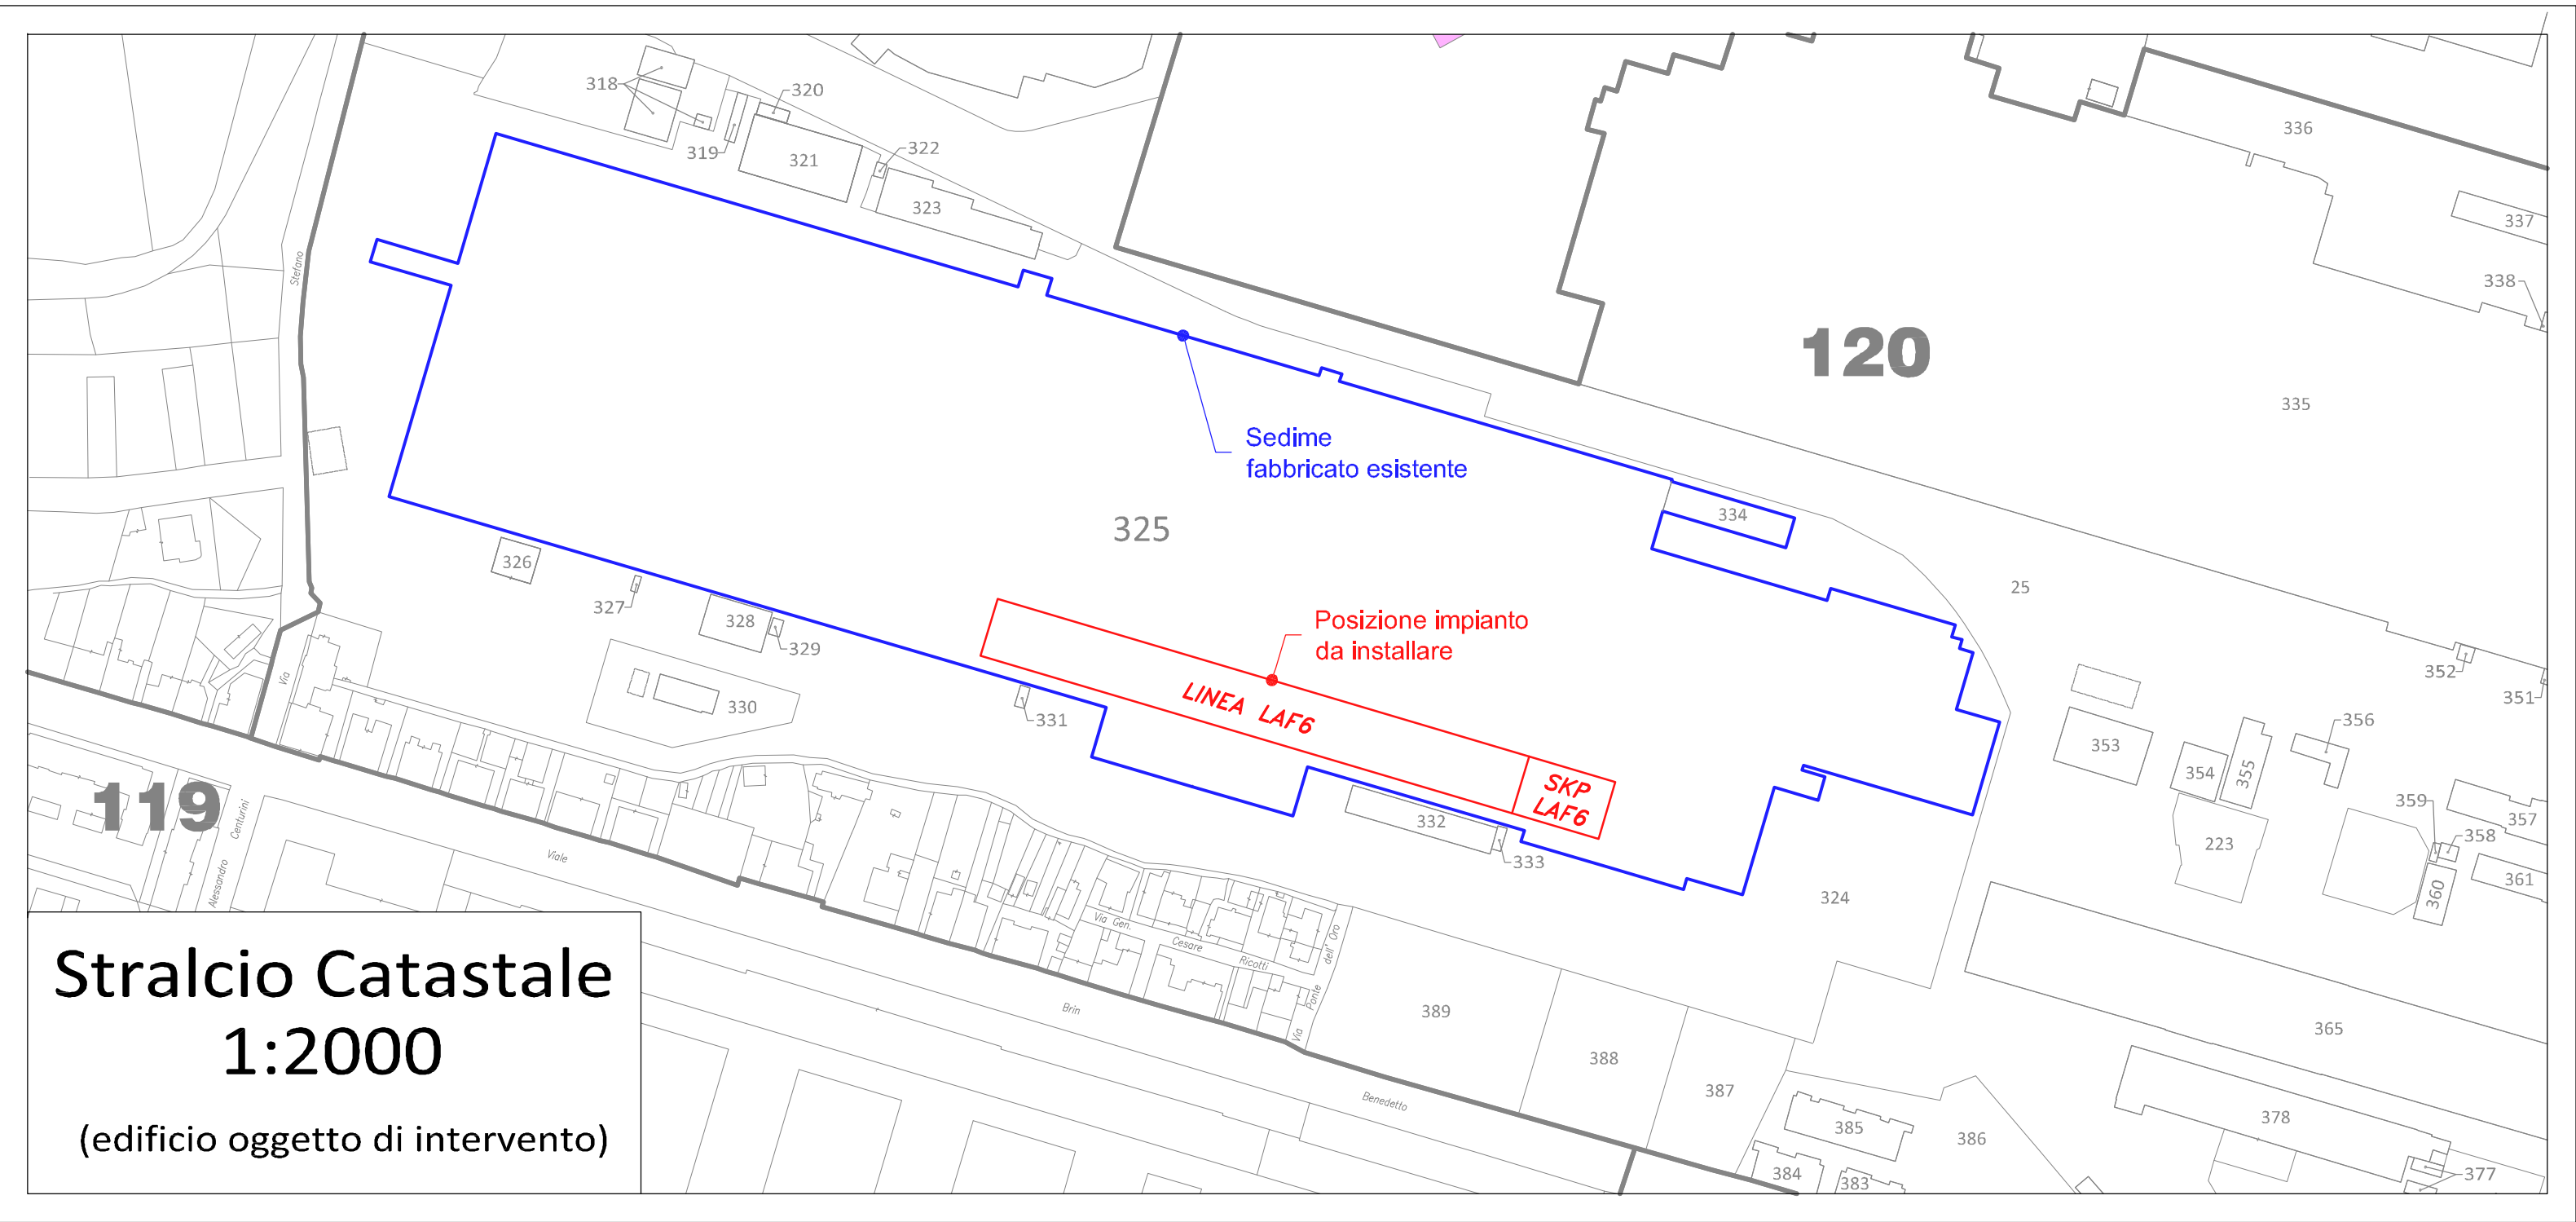 318
320
319
321
322
323
336
337
338
Stefano
120
335
Sedime
fabbricato esistente
325
334
25
326
327
328
329
330
331
Posizione impianto
da installare
LINEA LAF6
SKP
LAF6
332
333
352
351
353
354
355
356
357
358
359
360
361
223
324
Via
119
Alessandro
Centurini
Viale
Via Gen.
Cesare
Ricotti
Via
Ponte
dell' Oro
Brin
Benedetto
389
388
387
365
378
377
386
385
384
383
Stralcio Catastale
1:2000
(edificio oggetto di intervento)